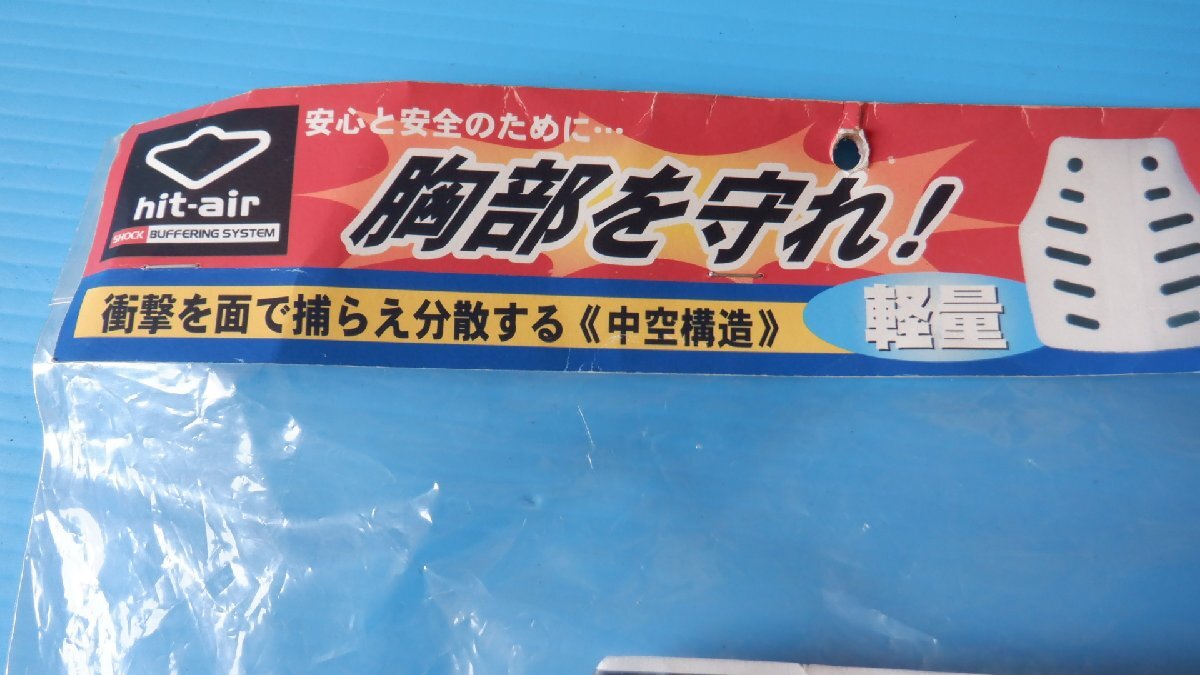 安心と安全のために…
hit-air
SHOCK BUFFERING SYSTEM
胸部を守れ!
衝撃を面で捕らえ分散する《中空構造》
軽量